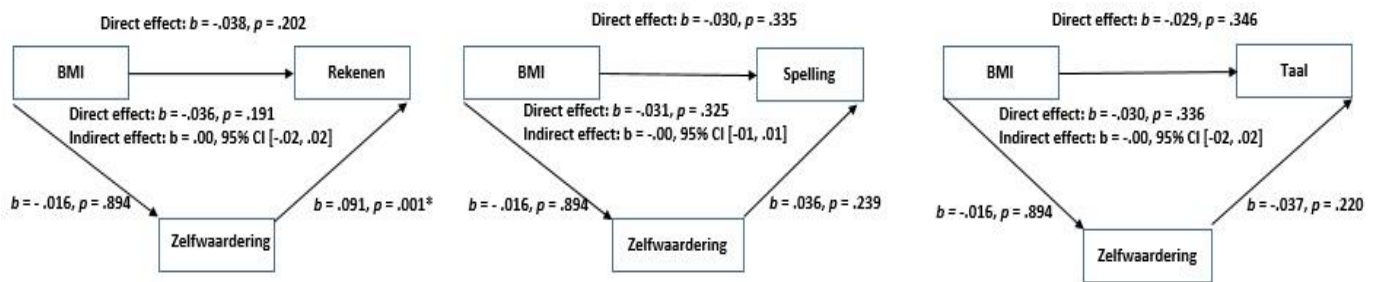 Direct effect: b = -.038, p = .202
BMI
Rekenen
Direct effect: b = -.036, p = .191
Indirect effect: b = .00, 95% CI [-.02, .02]
b = - .016, p = .894
b = .091, p = .001*
Zelfwaardering
Direct effect: b = -.030, p = .335
BMI
Spelling
Direct effect: b = -.031, p = .325
Indirect effect: b = -.00, 95% CI [-01, .01]
b = - .016, p = .894
b = .036, p = .239
Zelfwaardering
Direct effect: b = -.029, p = .346
BMI
Taal
Direct effect: b = -.030, p = .336
Indirect effect: b = -.00, 95% CI [-02, .02]
b = -.016, p = .894
b = -.037, p = .220
Zelfwaardering